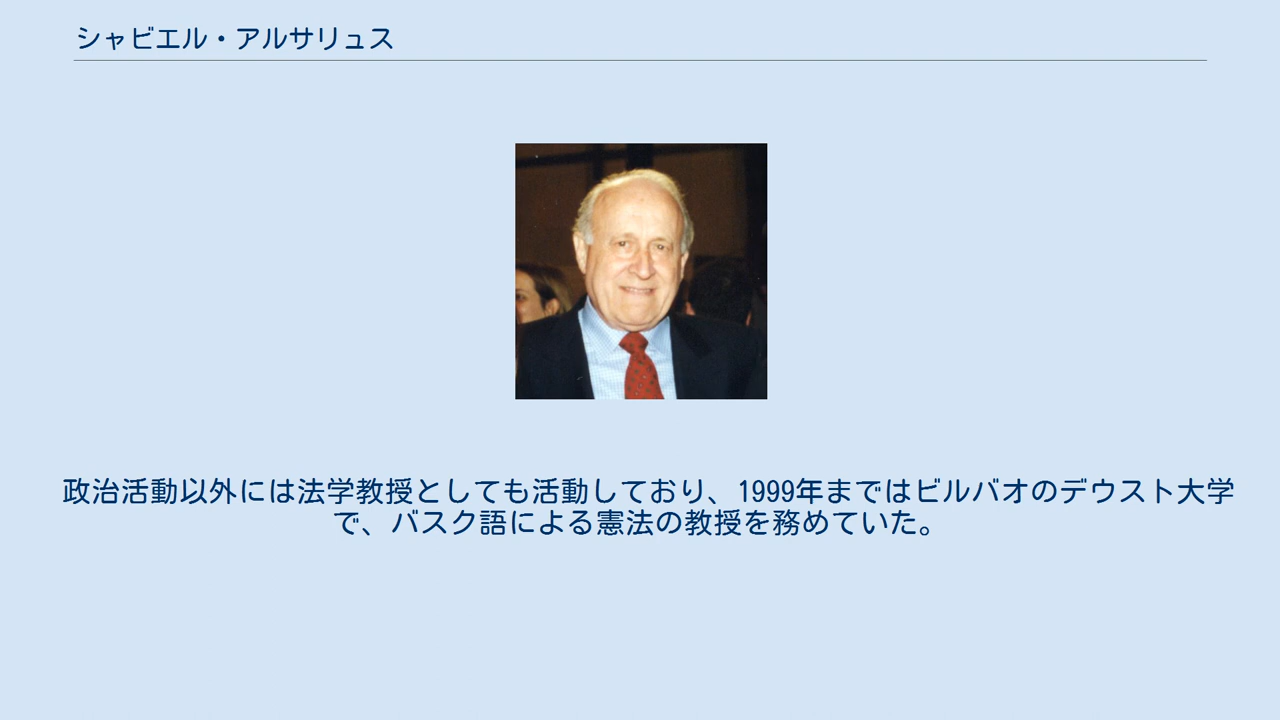 シャビエル・アルサリュス
政治活動以外には法学教授としても活動しており、1999年まではビルバオのデウスト大学
で、バスク語による憲法の教授を務めていた。